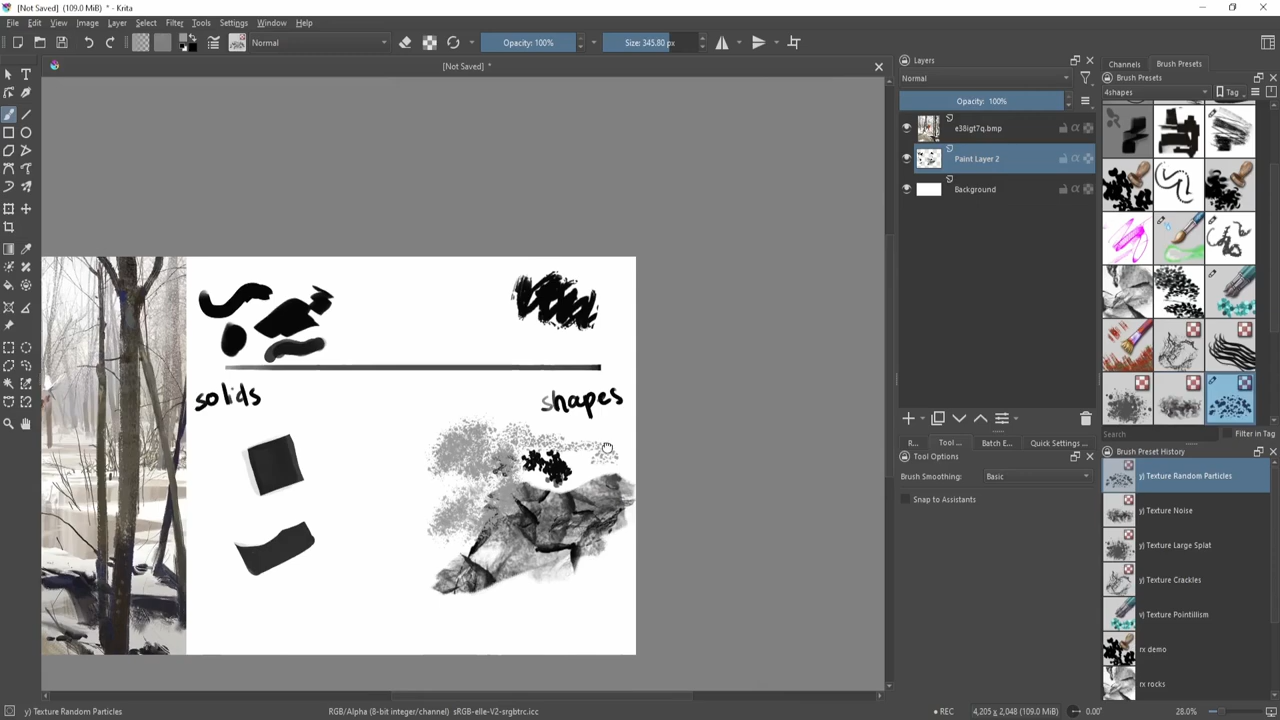 [Not Saved] (109.0 MiB) * - Krita
File Edit View Image Layer Select Filter Tools Settings Window Help
Normal Opacity: 100% Size: 345.80 px
[Not Saved] *
Layers
Normal
Opacity: 100%
e38igt7q.bmp
Paint Layer 2
Background
Channels Brush Presets
Brush Presets
4shapes Tag
solids shapes
Search Filter in Tag
R... Tool ... Batch E... Quick Settings ...
Tool Options
Brush Smoothing: Basic
Snap to Assistants
Brush Preset History
y) Texture Random Particles
y) Texture Noise
y) Texture Large Splat
y) Texture Crackles
v) Texture Pointillism
rx demo
rx rocks
y) Texture Random Particles RGB/Alpha (8-bit integer/channel) sRGB-elle-V2-srgbtrc.icc REC 4,205 x 2,048 (109.0 MiB) 0.00° 28.0%